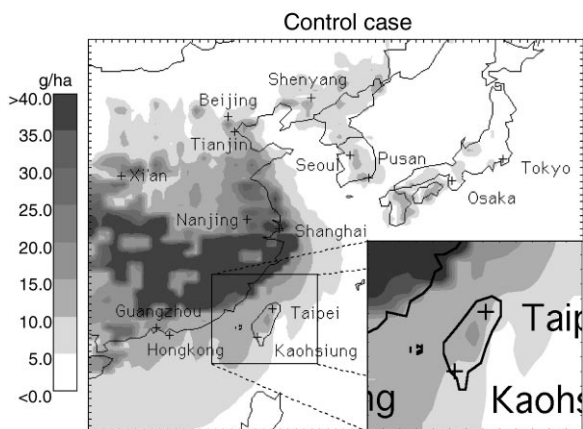 Control case
g/ha
>40.0
35.0
30.0
25.0
20.0
15.0
10.0
5.0
<0.0
Shenyang
Beijing
Tianjin
Xi'an
Seoul
Pusan
Tokyo
Osaka
Nanjing
Shanghai
Guangzhou
Taipei
Hongkong
Kaohsiung
Taip
ng
Kaohs